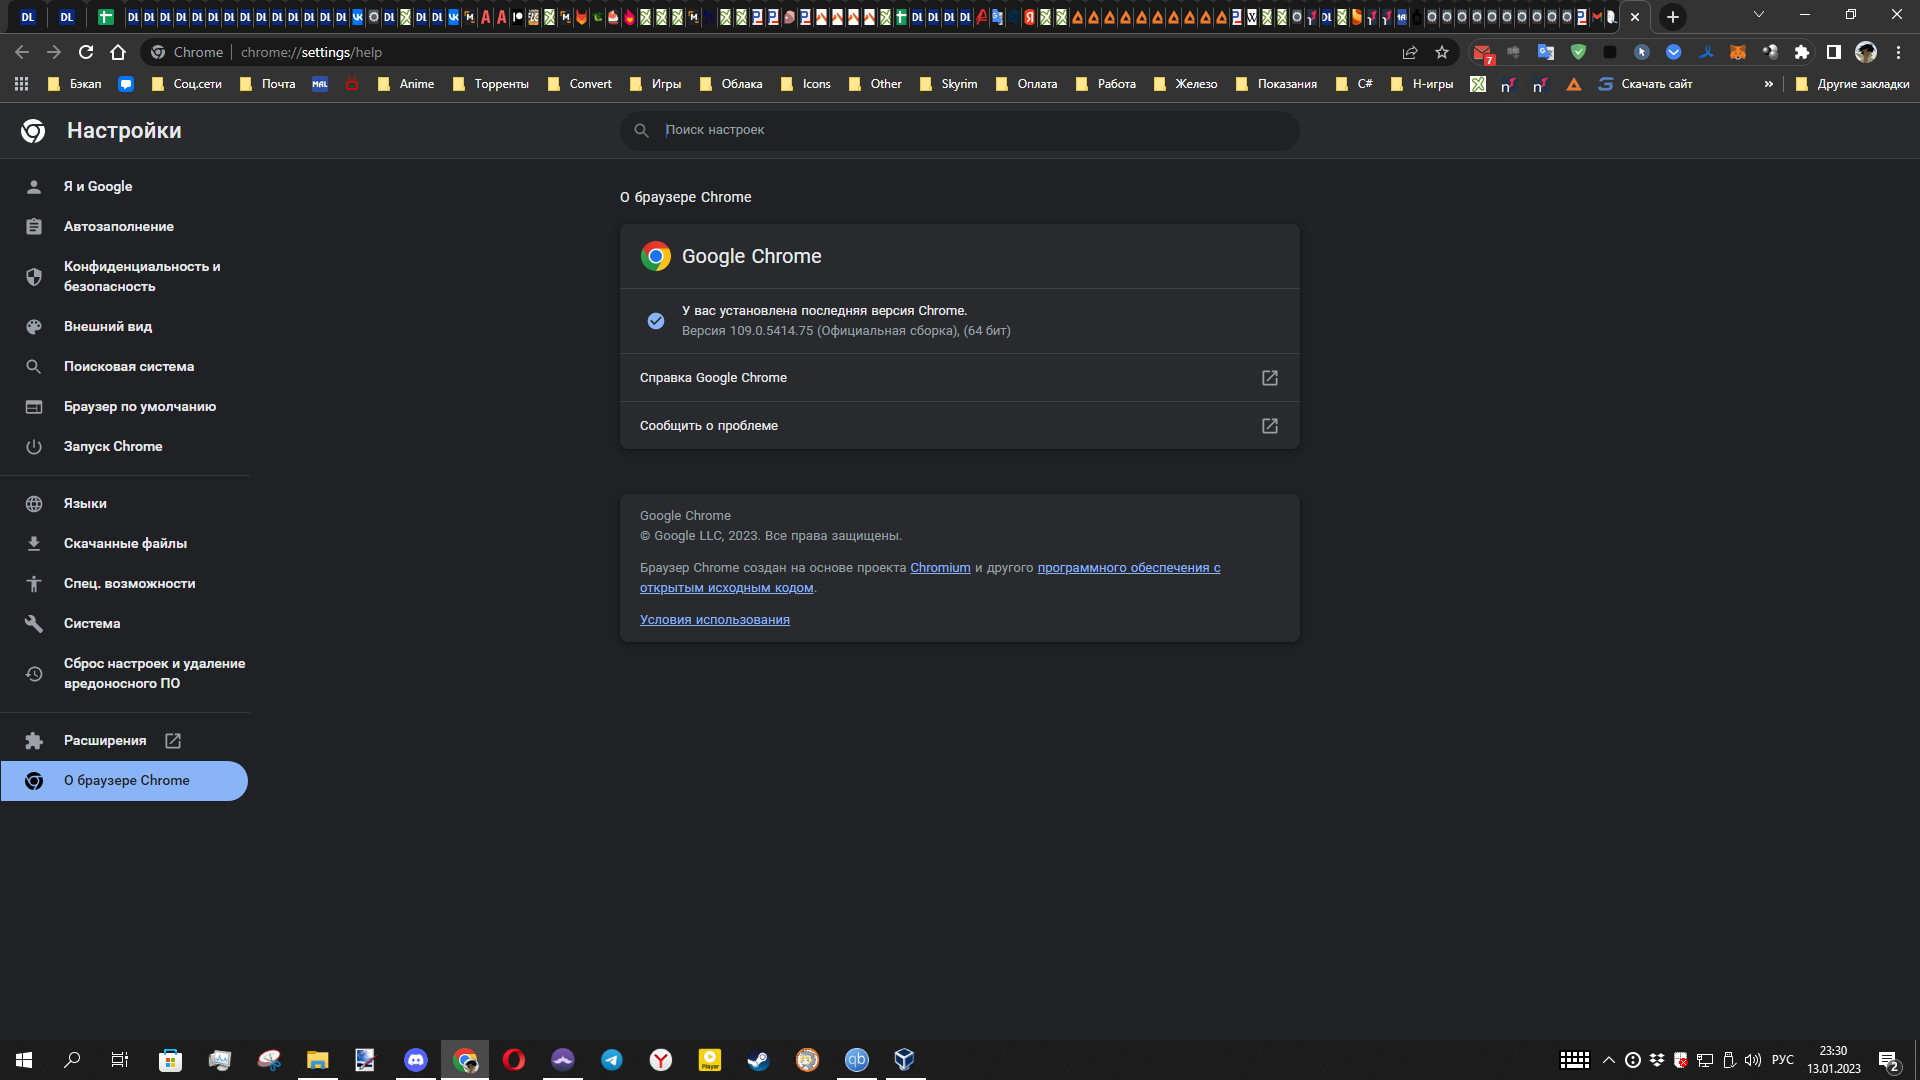 Chrome
chrome://settings/help
7
Бэкап
Соц.сети
Почта
MAL
Anime
Торренты
Convert
Игры
Облака
Icons
Other
Skyrim
Оплата
Работа
Железо
Показания
C#
Н-игры
Скачать сайт
»
Другие закладки
Настройки
Поиск настроек
Я и Google
Автозаполнение
Конфиденциальность и
безопасность
Внешний вид
Поисковая система
Браузер по умолчанию
Запуск Chrome
Языки
Скачанные файлы
Спец. возможности
Система
Сброс настроек и удаление
вредоносного ПО
Расширения
О браузере Chrome
О браузере Chrome
Google Chrome
У вас установлена последняя версия Chrome.
Версия 109.0.5414.75 (Официальная сборка), (64 бит)
Справка Google Chrome
Сообщить о проблеме
Google Chrome
© Google LLC, 2023. Все права защищены.
Браузер Chrome создан на основе проекта Chromium и другого программного обеспечения с
открытым исходным кодом.
Условия использования
Player
qb
РУС
23:30
13.01.2023
2